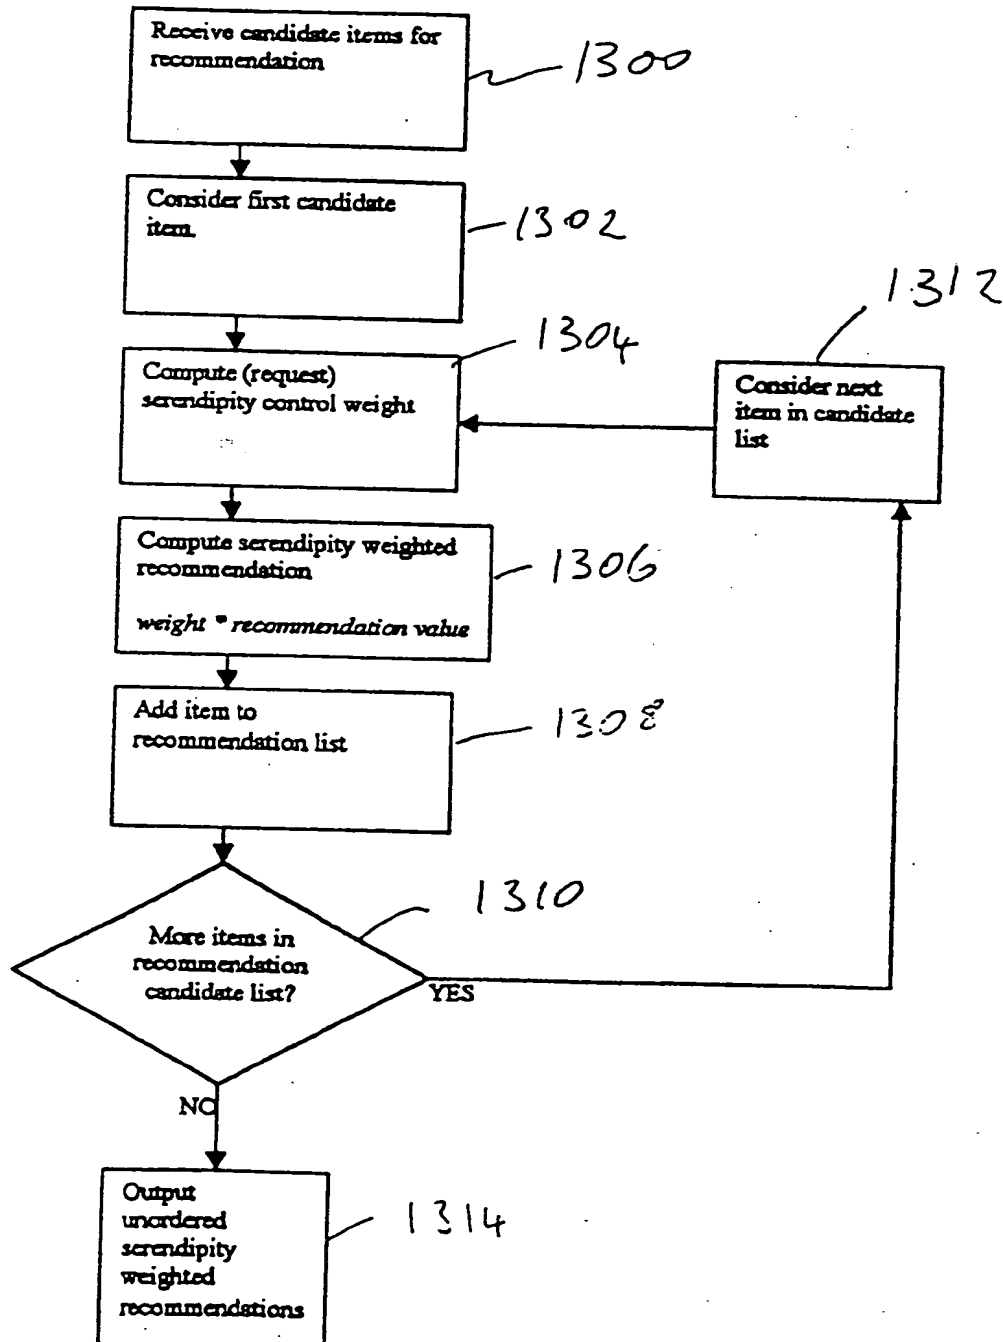 Receive candidate items for
recommendation
1300
Consider first candidate
item.
1302
1312
1304
Compute (request)
serendipity control weight
Consider next
item in candidate
list
Compute serendipity weighted
recommendation
1306
weight * recommendation value
Add item to
recommendation list
1308
1310
More items in
recommendation
candidate list?
YES
NO
Output
unordered
serendipity
weighted
recommendations
1314